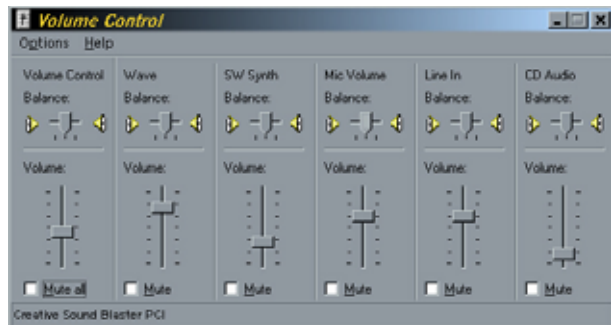 Volume Control
Options Help
Volume Control Wave SW Synth Mic Volume Line In CD Audio
Balance: Balance: Balance: Balance: Balance: Balance:
Volume: Volume: Volume: Volume: Volume: Volume:
Mute all Mute Mute Mute Mute Mute
Creative Sound Blaster PCI